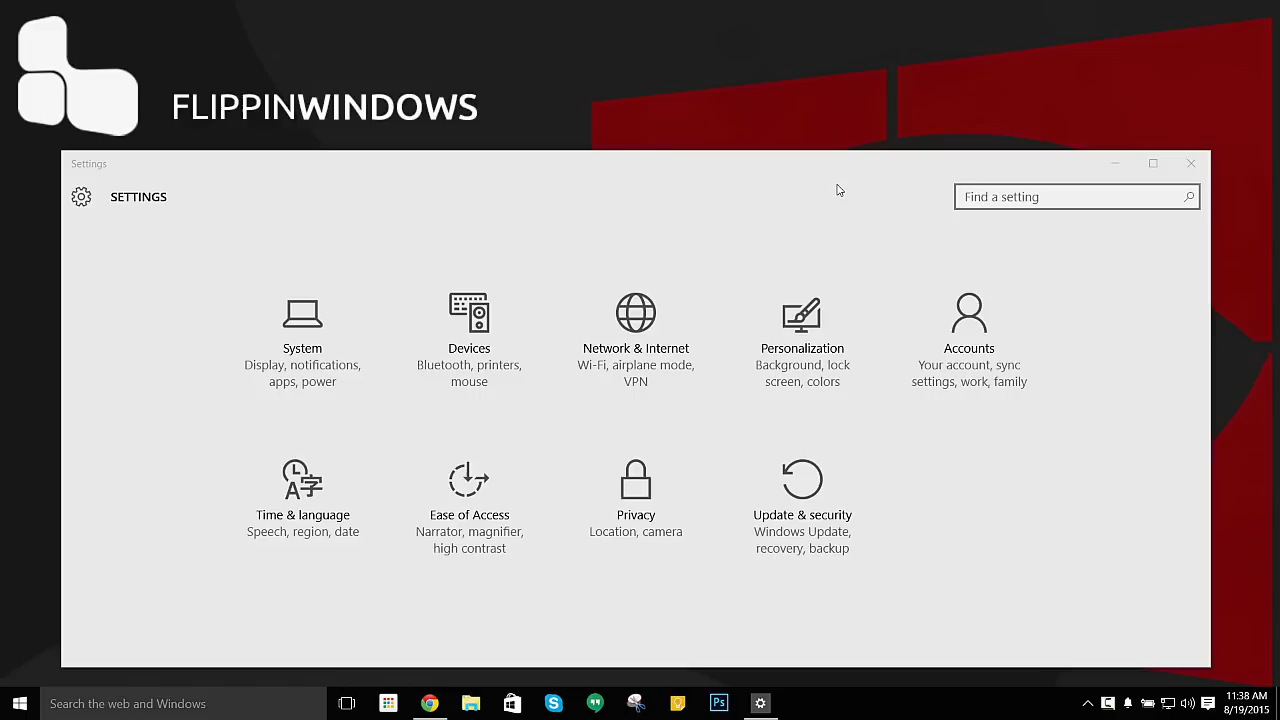 FLIPPINWINDOWS
Settings
SETTINGS
Find a setting
System
Display, notifications,
apps, power
Devices
Bluetooth, printers,
mouse
Network & Internet
Wi-Fi, airplane mode,
VPN
Personalization
Background, lock
screen, colors
Accounts
Your account, sync
settings, work, family
Time & language
Speech, region, date
Ease of Access
Narrator, magnifier,
high contrast
Privacy
Location, camera
Update & security
Windows Update,
recovery, backup
Search the web and Windows
11:38 AM
8/19/2015